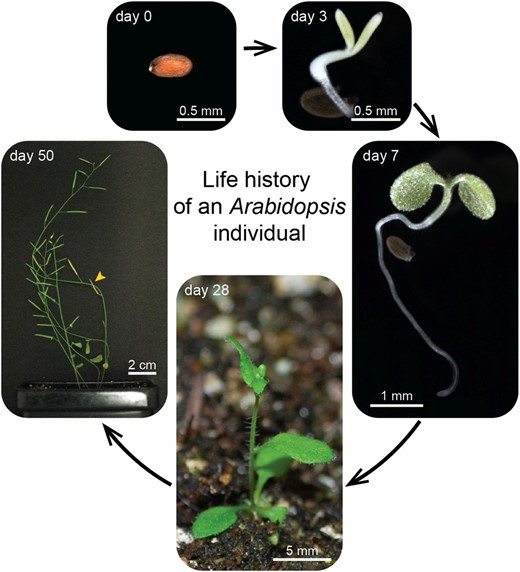 day 0
0.5 mm
day 3
0.5 mm
day 50
2 cm
Life history
of an Arabidopsis
individual
day 7
1 mm
day 28
5 mm